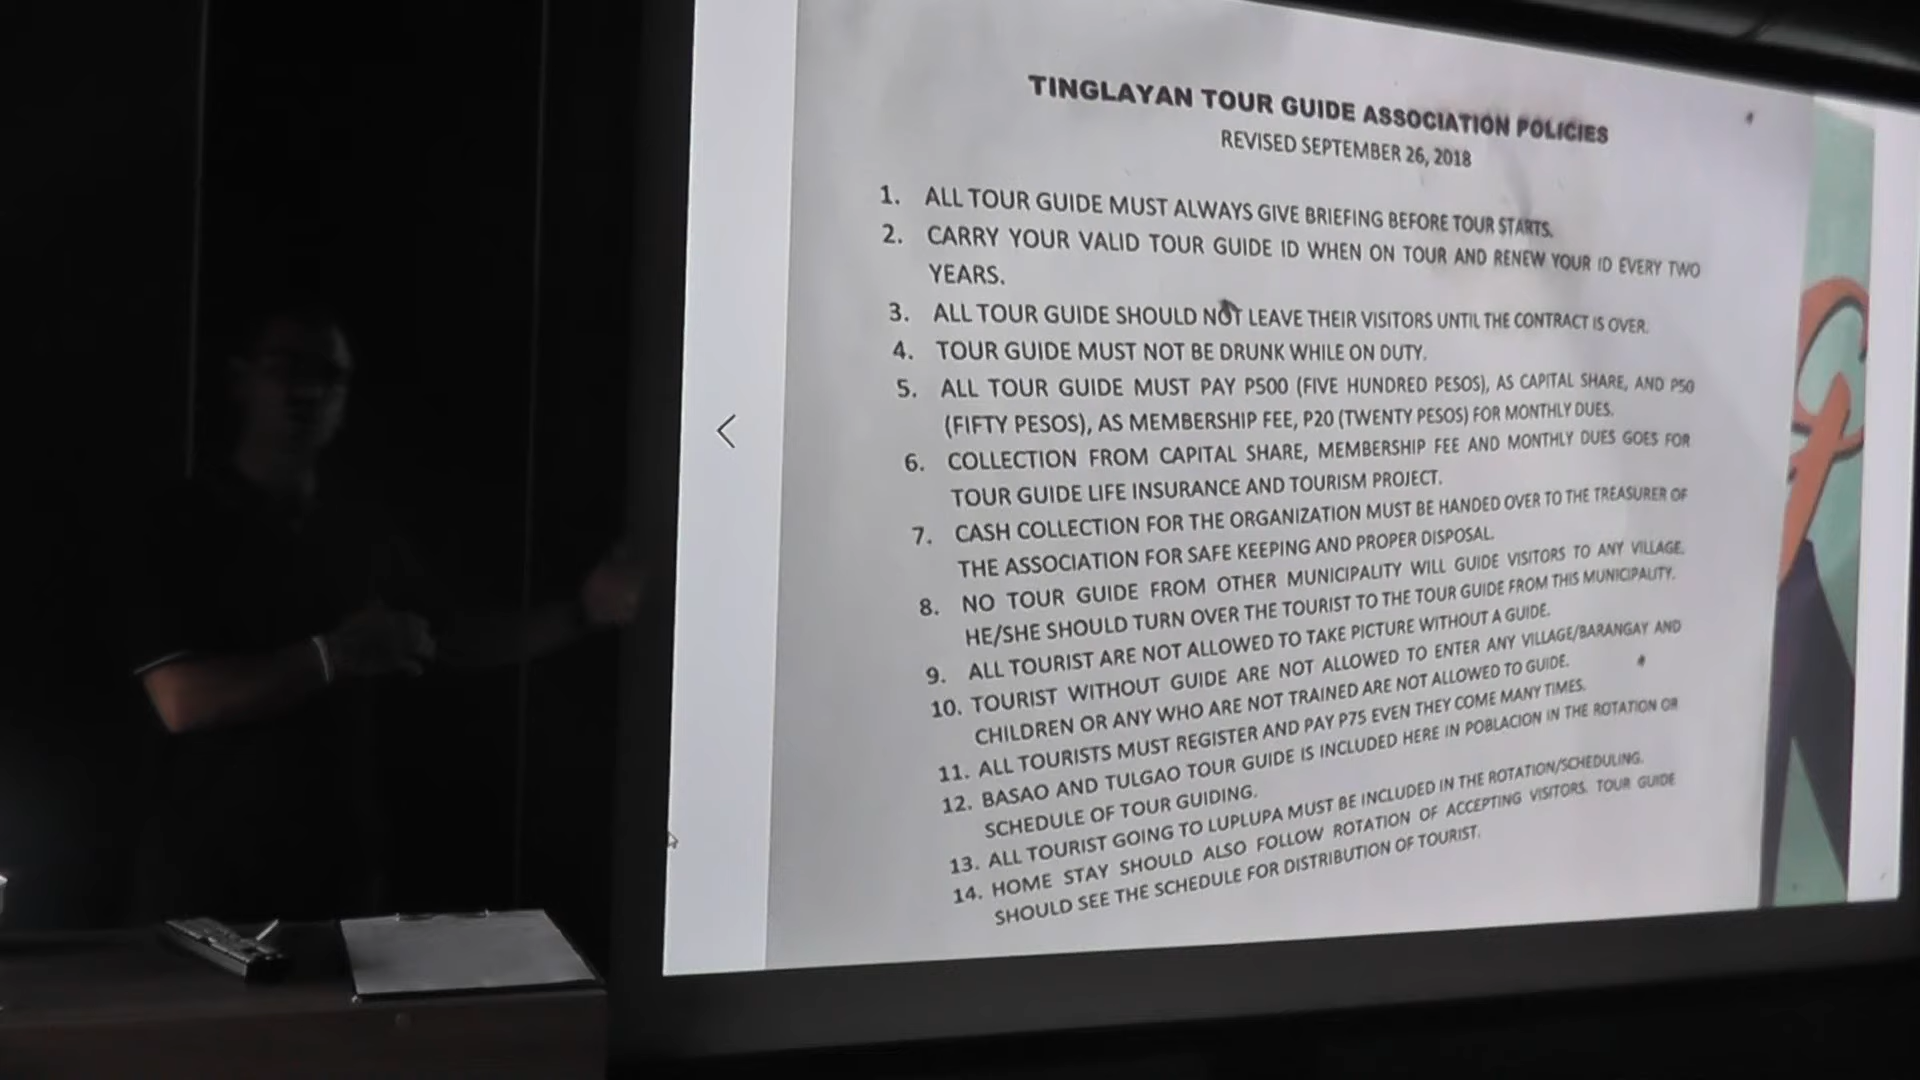 TINGLAYAN TOUR GUIDE ASSOCIATION POLICIES
REVISED SEPTEMBER 26, 2018
1. ALL TOUR GUIDE MUST ALWAYS GIVE BRIEFING BEFORE TOUR STARTS.
2. CARRY YOUR VALID TOUR GUIDE ID WHEN ON TOUR AND RENEW YOUR ID EVERY TWO
YEARS.
3. ALL TOUR GUIDE SHOULD NOT LEAVE THEIR VISITORS UNTIL THE CONTRACT IS OVER.
4. TOUR GUIDE MUST NOT BE DRUNK WHILE ON DUTY.
5. ALL TOUR GUIDE MUST PAY P500 (FIVE HUNDRED PESOS), AS CAPITAL SHARE, AND P50
(FIFTY PESOS), AS MEMBERSHIP FEE, P20 (TWENTY PESOS) FOR MONTHLY DUES.
6. COLLECTION FROM CAPITAL SHARE, MEMBERSHIP FEE AND MONTHLY DUES GOES FOR
TOUR GUIDE LIFE INSURANCE AND TOURISM PROJECT.
7. CASH COLLECTION FOR THE ORGANIZATION MUST BE HANDED OVER TO THE TREASURER OF
THE ASSOCIATION FOR SAFE KEEPING AND PROPER DISPOSAL.
8. NO TOUR GUIDE FROM OTHER MUNICIPALITY WILL GUIDE VISITORS TO ANY VILLAGE.
HE/SHE SHOULD TURN OVER THE TOURIST TO THE TOUR GUIDE FROM THIS MUNICIPALITY.
9. ALL TOURIST ARE NOT ALLOWED TO TAKE PICTURE WITHOUT A GUIDE.
10. TOURIST WITHOUT GUIDE ARE NOT ALLOWED TO ENTER ANY VILLAGE/BARANGAY AND
CHILDREN OR ANY WHO ARE NOT TRAINED ARE NOT ALLOWED TO GUIDE.
11. ALL TOURISTS MUST REGISTER AND PAY P75 EVEN THEY COME MANY TIMES.
12. BASAO AND TULGAO TOUR GUIDE IS INCLUDED HERE IN POBLACION IN THE ROTATION OR
SCHEDULE OF TOUR GUIDING.
13. ALL TOURIST GOING TO LUPLUPA MUST BE INCLUDED IN THE ROTATION/SCHEDULING.
14. HOME STAY SHOULD ALSO FOLLOW ROTATION OF ACCEPTING VISITORS. TOUR GUIDE
SHOULD SEE THE SCHEDULE FOR DISTRIBUTION OF TOURIST.